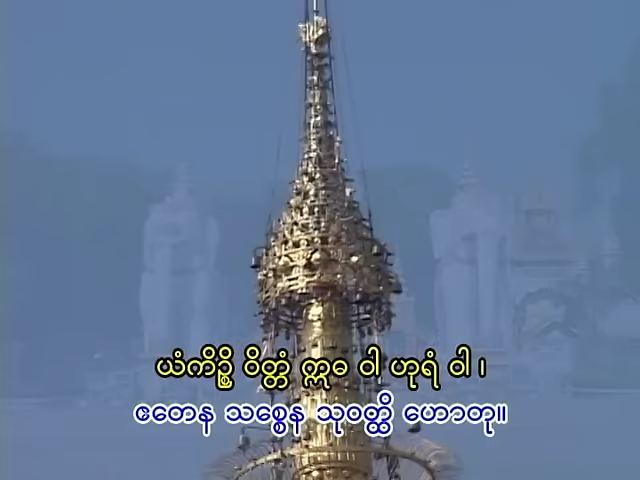 ယံကိဉ္စိ ဝိတ္တံ ဣဓ ဝါ ဟုရံ ဝါ ၊
ဧတေန သစ္စေန သုဝတ္ထိ ဟောတု။